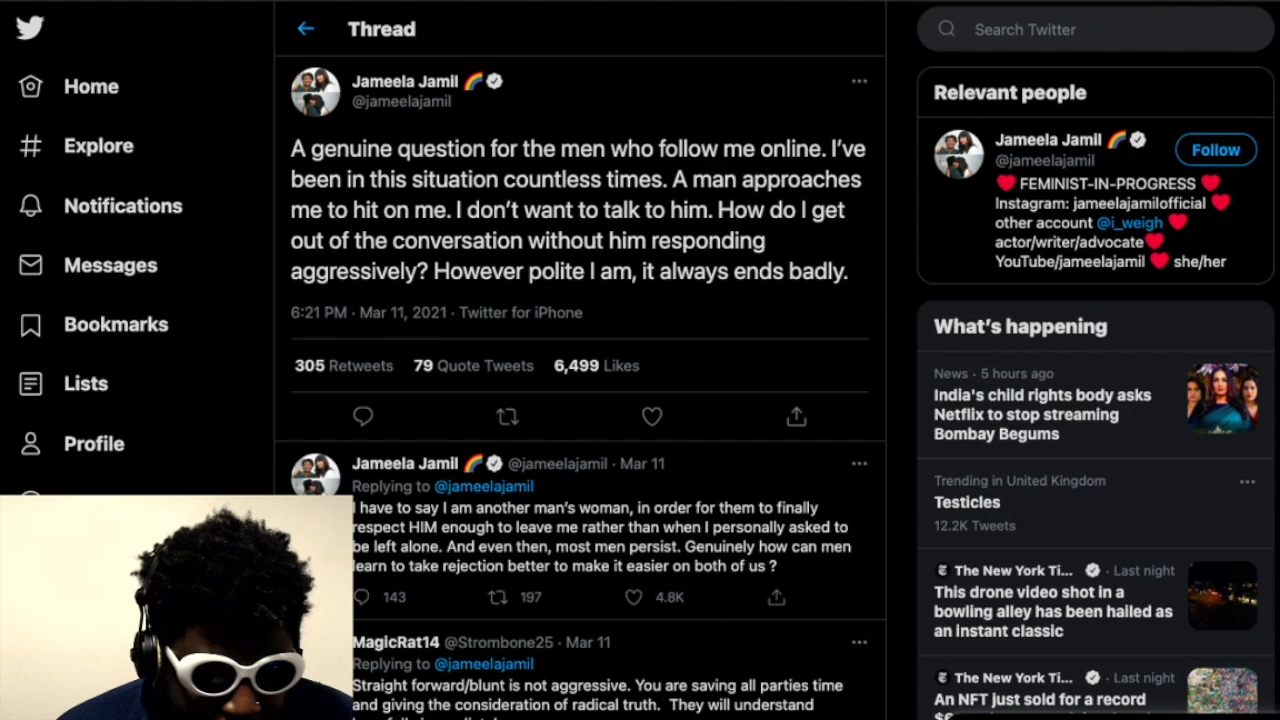 Home
Explore
Notifications
Messages
Bookmarks
Lists
Profile
Thread
Jameela Jamil 🌈
@jameelajamil
A genuine question for the men who follow me online. I’ve
been in this situation countless times. A man approaches
me to hit on me. I don’t want to talk to him. How do I get
out of the conversation without him responding
aggressively? However polite I am, it always ends badly.
6:21 PM · Mar 11, 2021 · Twitter for iPhone
305 Retweets 79 Quote Tweets 6,499 Likes
Jameela Jamil 🌈 @jameelajamil · Mar 11
Replying to @jameelajamil
I have to say I am another man’s woman, in order for them to finally
respect HIM enough to leave me rather than when I personally asked to
be left alone. And even then, most men persist. Genuinely how can men
learn to take rejection better to make it easier on both of us ?
143 197 4.8K
MagicRat14 @Strombone25 · Mar 11
Replying to @jameelajamil
Straight forward/blunt is not aggressive. You are saving all parties time
and giving the consideration of radical truth. They will understand
Search Twitter
Relevant people
Jameela Jamil 🌈
@jameelajamil
Follow
❤️ FEMINIST-IN-PROGRESS ❤️
Instagram: jameelajamilofficial ❤️
other account @i_weigh ❤️
actor/writer/advocate❤️
YouTube/jameelajamil ❤️ she/her
What’s happening
News · 5 hours ago
India's child rights body asks
Netflix to stop streaming
Bombay Begums
Trending in United Kingdom
Testicles
12.2K Tweets
The New York Ti... · Last night
This drone video shot in a
bowling alley has been hailed as
an instant classic
The New York Ti... · Last night
An NFT just sold for a record